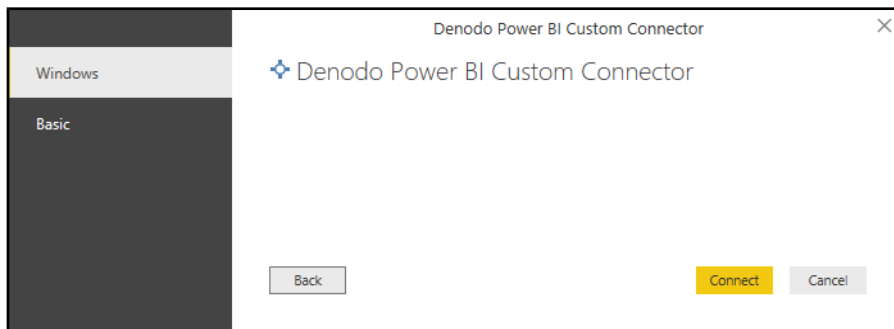 Denodo Power BI Custom Connector
Windows
Denodo Power BI Custom Connector
Basic
Back
Connect
Cancel